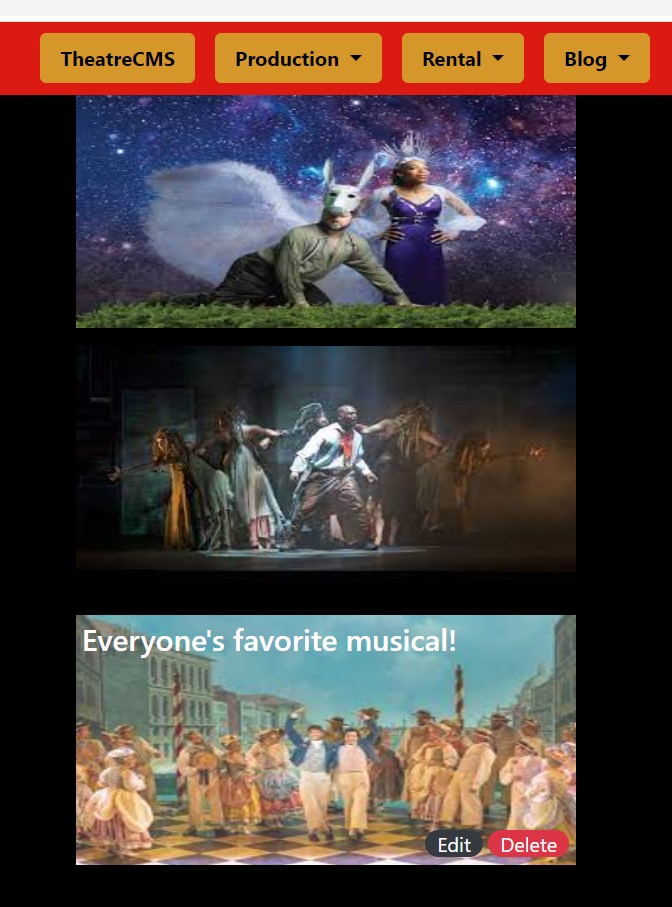 TheatreCMS Production Rental Blog
Everyone's favorite musical!
Edit Delete